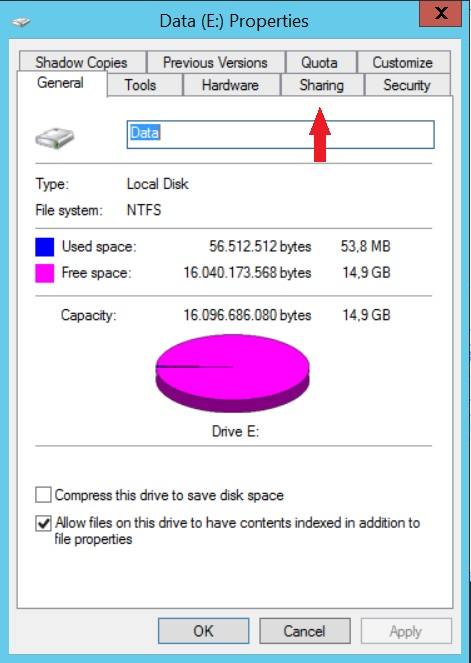 Data (E:) Properties
x
Shadow Copies Previous Versions Quota Customize
General Tools Hardware Sharing Security
Data
Type: Local Disk
File system: NTFS
Used space: 56.512.512 bytes 53,8 MB
Free space: 16.040.173.568 bytes 14,9 GB
Capacity: 16.096.686.080 bytes 14,9 GB
Drive E:
Compress this drive to save disk space
Allow files on this drive to have contents indexed in addition to
file properties
OK Cancel Apply